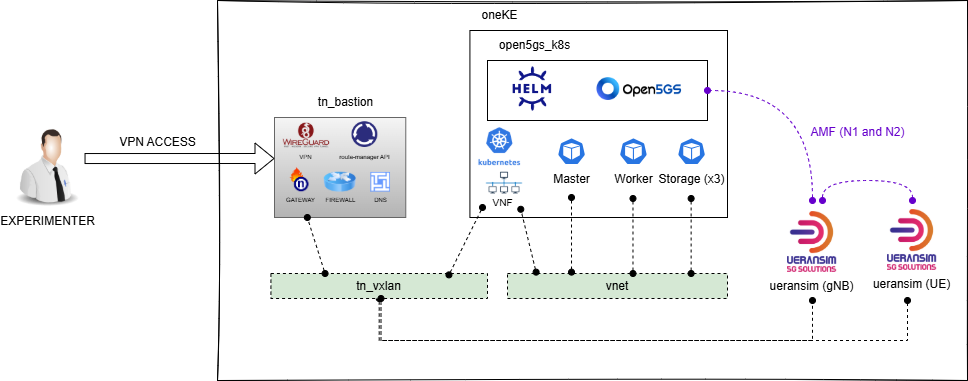 oneKE
open5gs_k8s
HELM
Open5GS
tn_bastion
WIREGUARD
VPN
route-manager API
GATEWAY
FIREWALL
DNS
VPN ACCESS
EXPERIMENTER
kubernetes
VNF
Master
Worker
Storage (x3)
AMF (N1 and N2)
UERANSIM
5G SOLUTIONS
ueransim (gNB)
UERANSIM
5G SOLUTIONS
ueransim (UE)
tn_vxlan
vnet